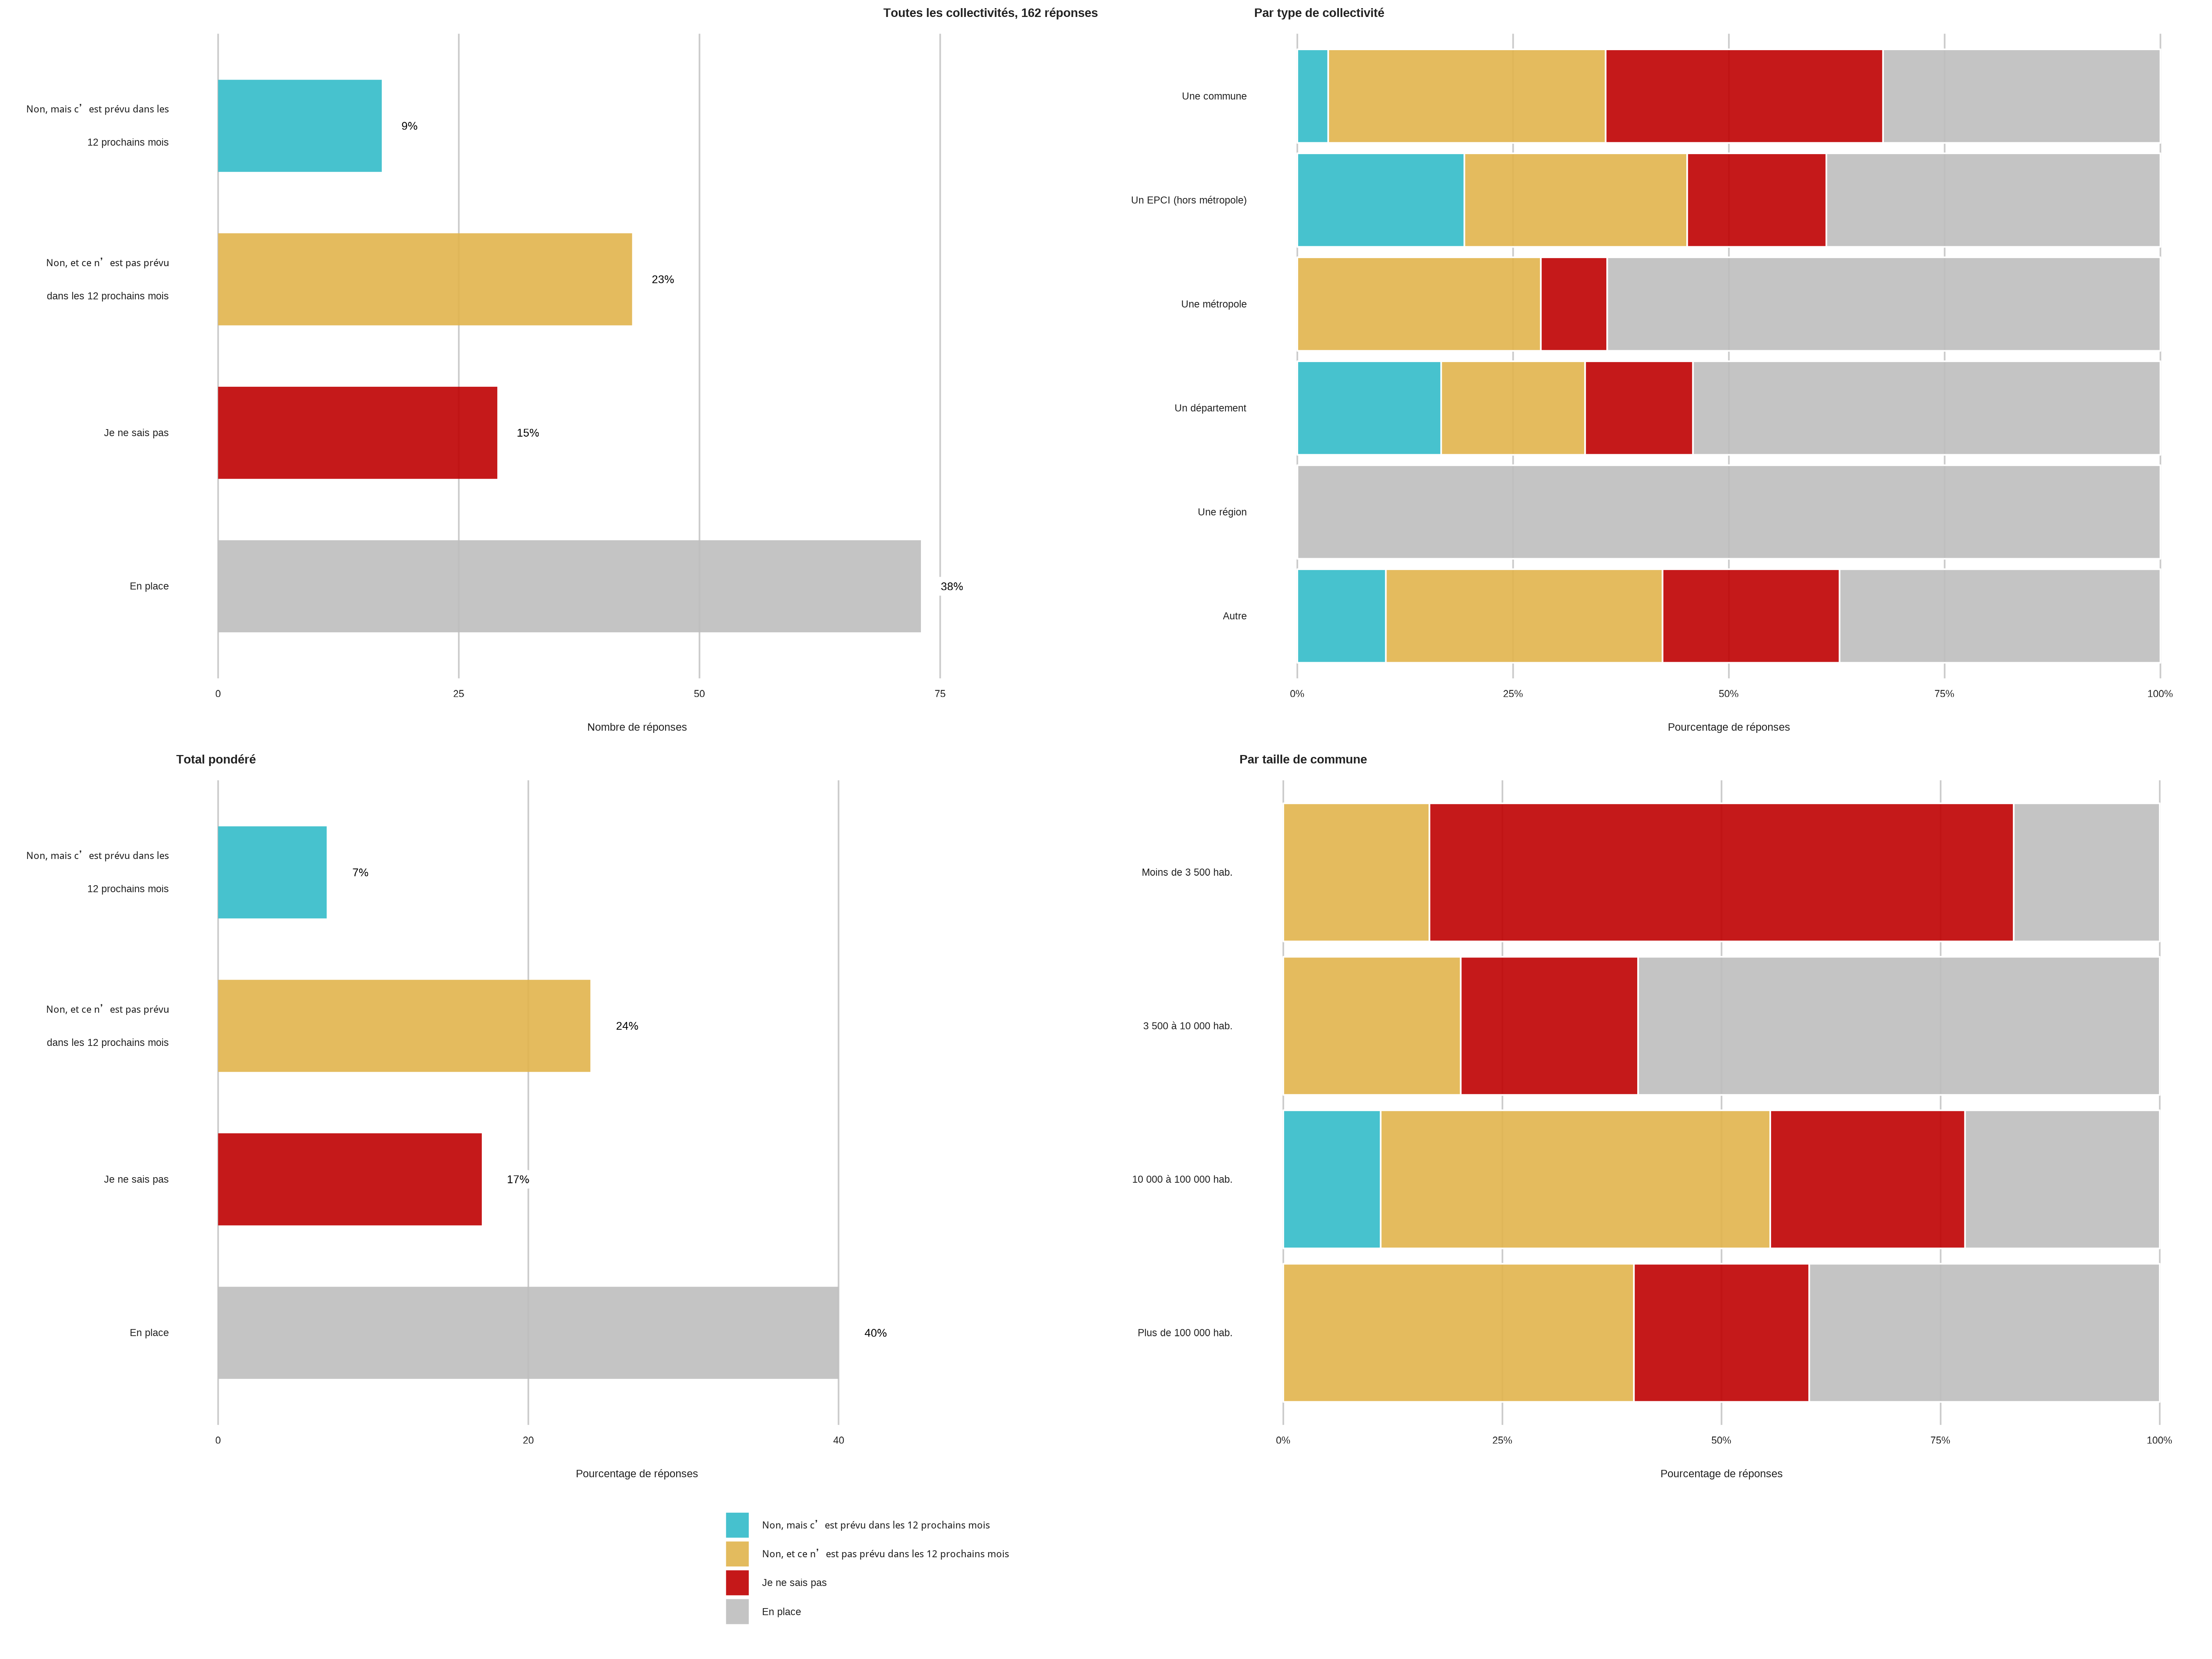 Toutes les collectivités, 162 réponses
Non, mais c’est prévu dans les
12 prochains mois
9%
Non, et ce n’est pas prévu
dans les 12 prochains mois
23%
Je ne sais pas
15%
En place
38%
0
25
50
75
Nombre de réponses
Par type de collectivité
Une commune
Un EPCI (hors métropole)
Une métropole
Un département
Une région
Autre
0%
25%
50%
75%
100%
Pourcentage de réponses
Total pondéré
Non, mais c’est prévu dans les
12 prochains mois
7%
Non, et ce n’est pas prévu
dans les 12 prochains mois
24%
Je ne sais pas
17%
En place
40%
0
20
40
Pourcentage de réponses
Par taille de commune
Moins de 3 500 hab.
3 500 à 10 000 hab.
10 000 à 100 000 hab.
Plus de 100 000 hab.
0%
25%
50%
75%
100%
Pourcentage de réponses
Non, mais c’est prévu dans les 12 prochains mois
Non, et ce n’est pas prévu dans les 12 prochains mois
Je ne sais pas
En place